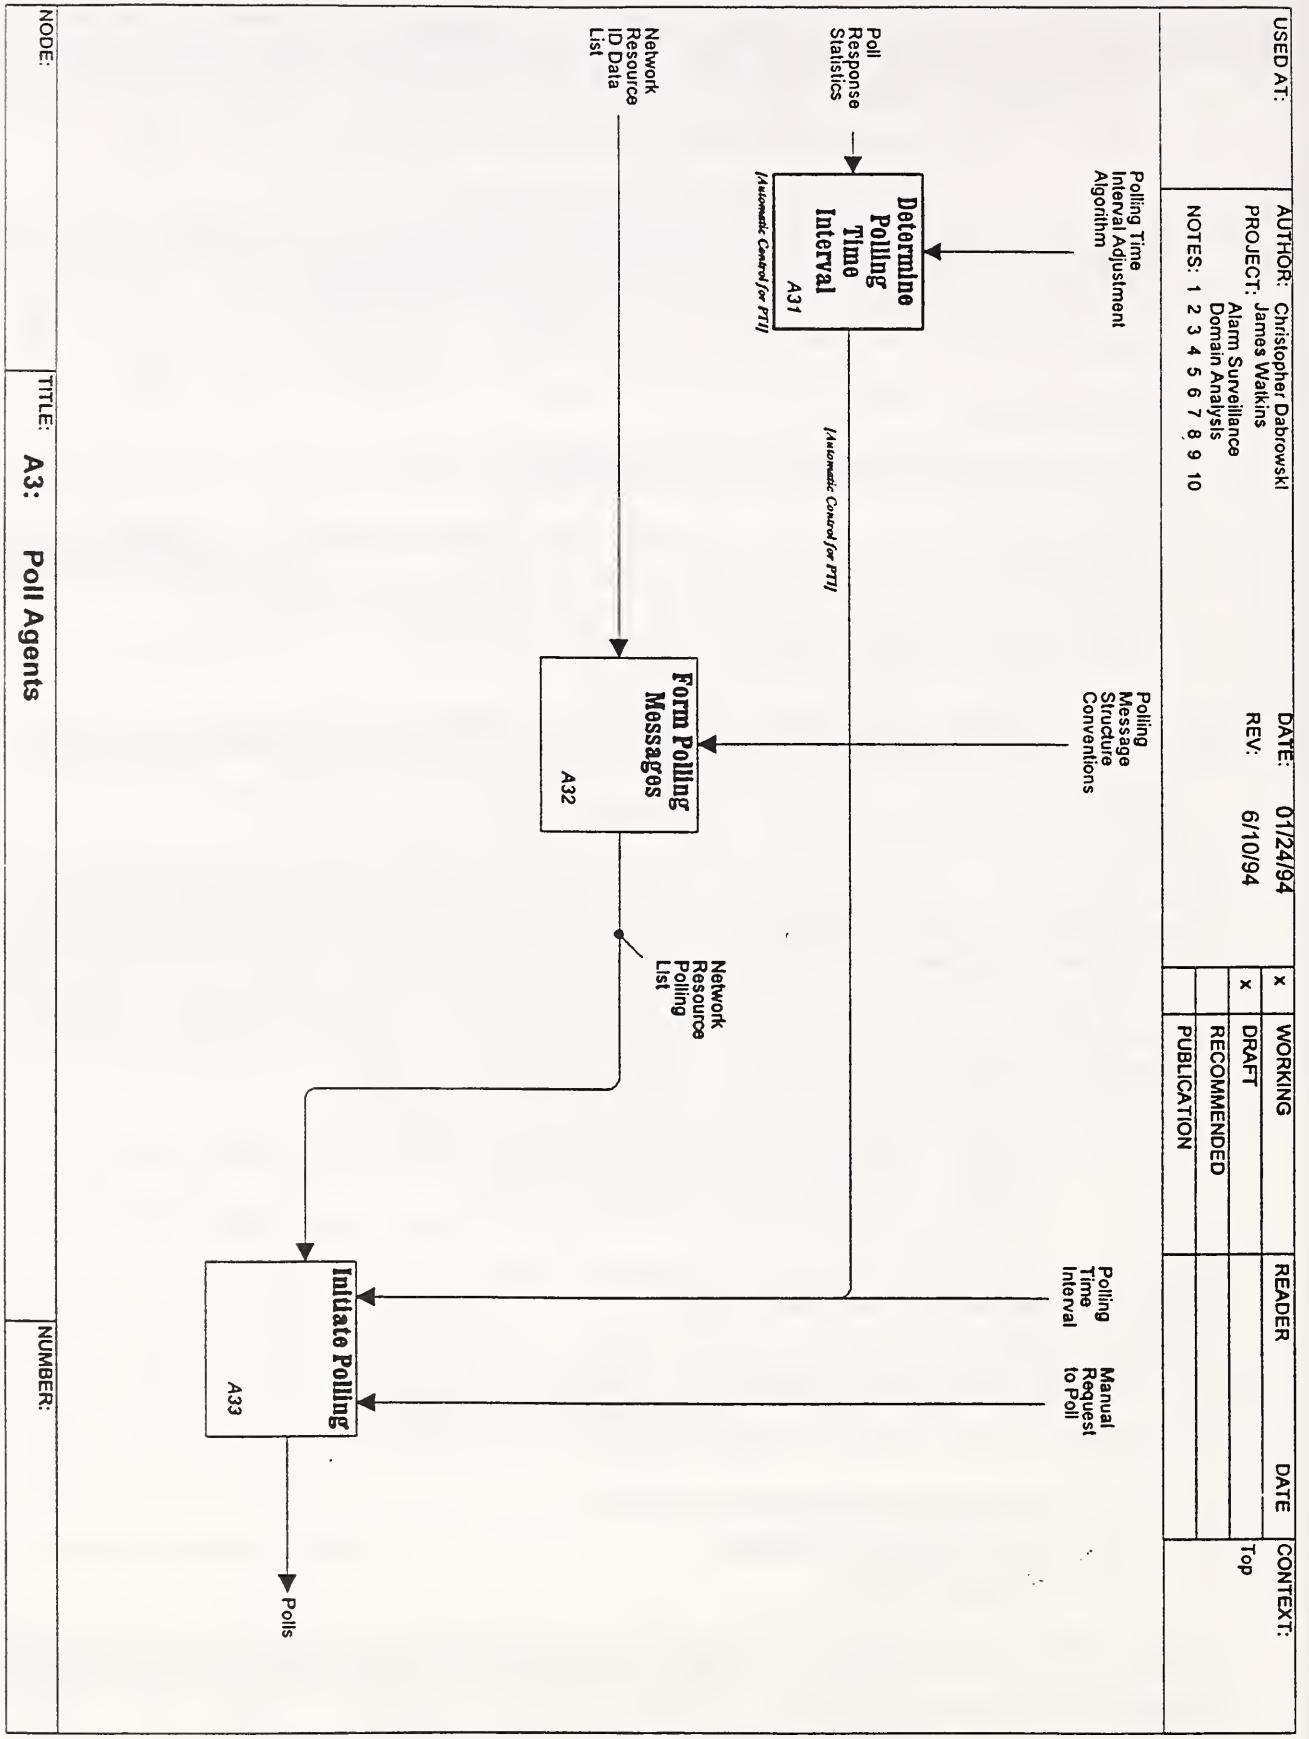 USED AT:
AUTHOR: Christopher Dabrowski
James Watkins
PROJECT: Alarm Surveillance
Domain Analysis
NOTES: 1 2 3 4 5 6 7 8 9 10
DATE: 01/24/94
REV: 6/10/94
x WORKING
x DRAFT
RECOMMENDED
PUBLICATION
READER DATE
CONTEXT:
Top
Polling Time
Interval Adjustment
Algorithm
Polling
Message
Structure
Conventions
Polling
Time
Interval
Manual
Request
to Poll
Poll
Response
Statistics
Determine
Polling
Time
Interval
A31
[Automatic Control for PTI]
[Automatic Control for PTI]
Network
Resource
ID Data
List
Form Polling
Messages
A32
Network
Resource
Polling
List
Initiate Polling
A33
Polls
NODE:
TITLE: A3: Poll Agents
NUMBER: